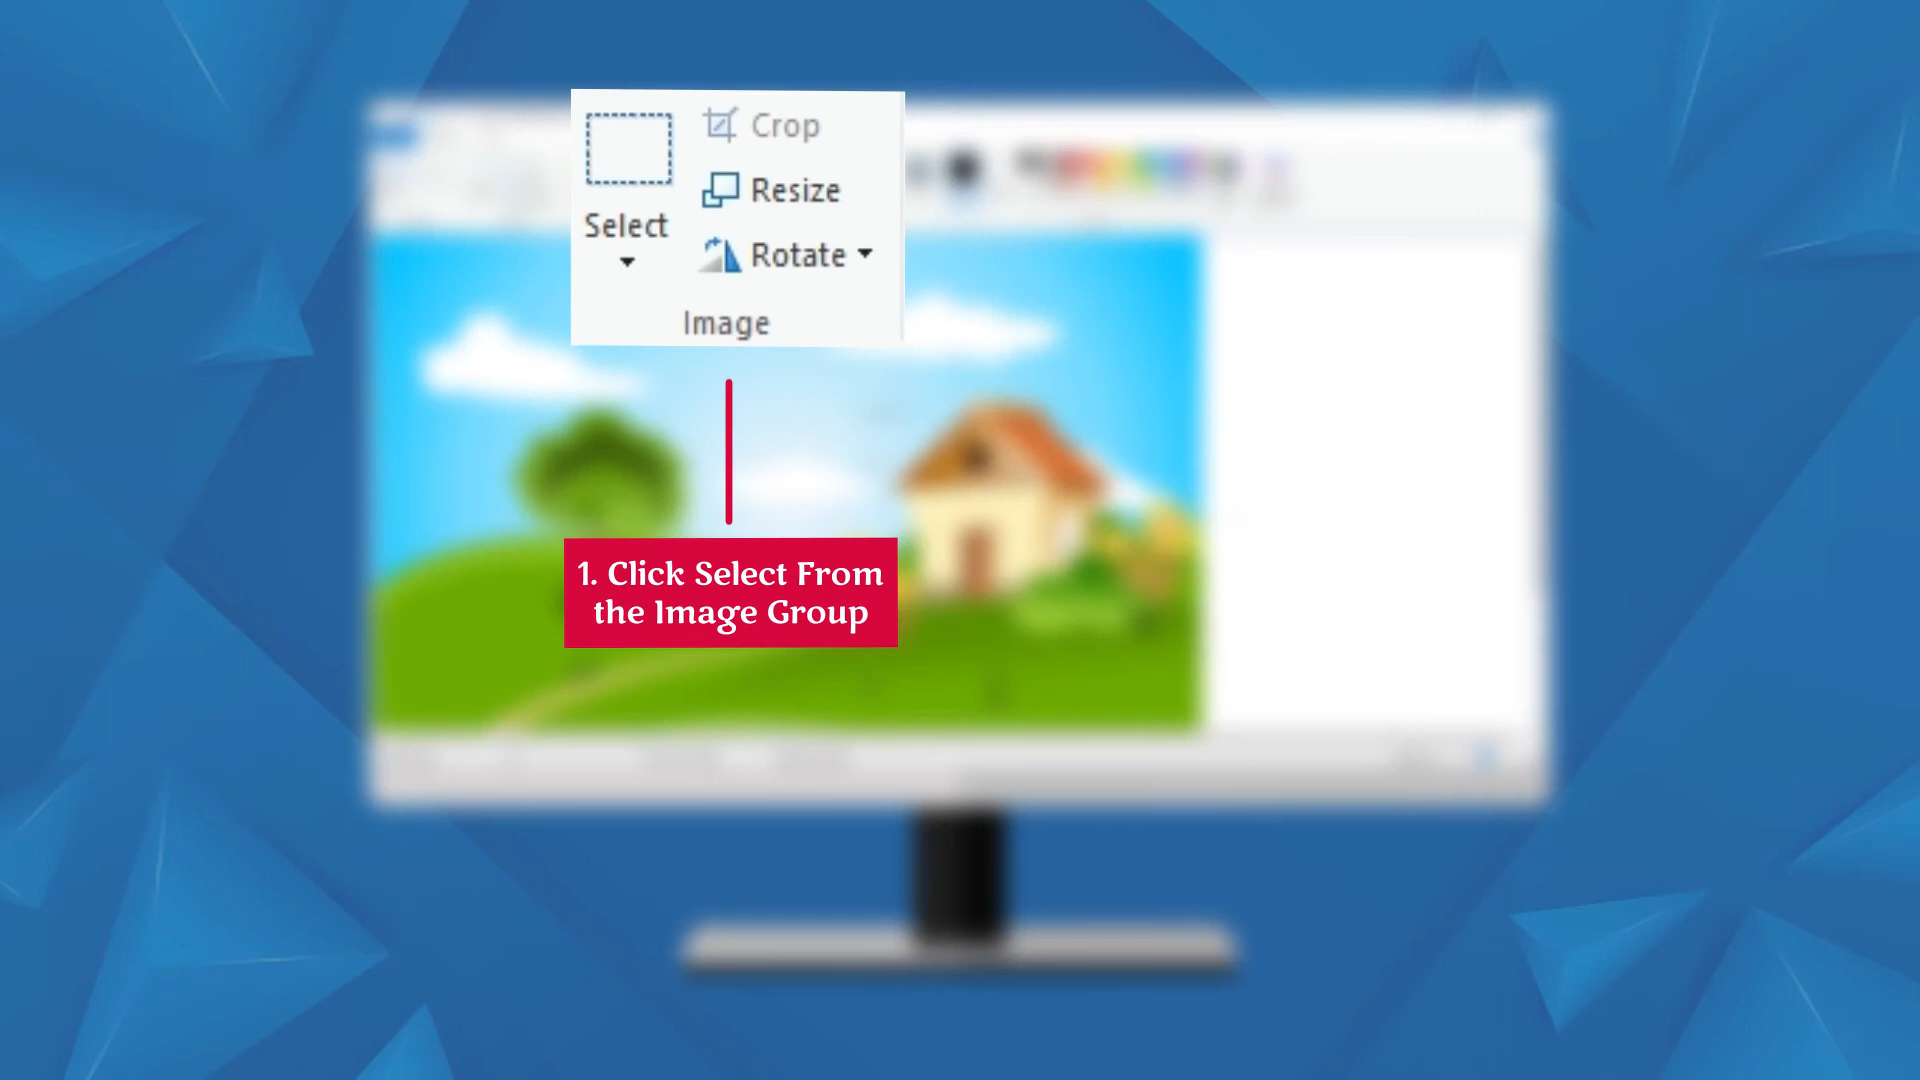 Crop
Resize
Select
Rotate
Image
1. Click Select From
the Image Group